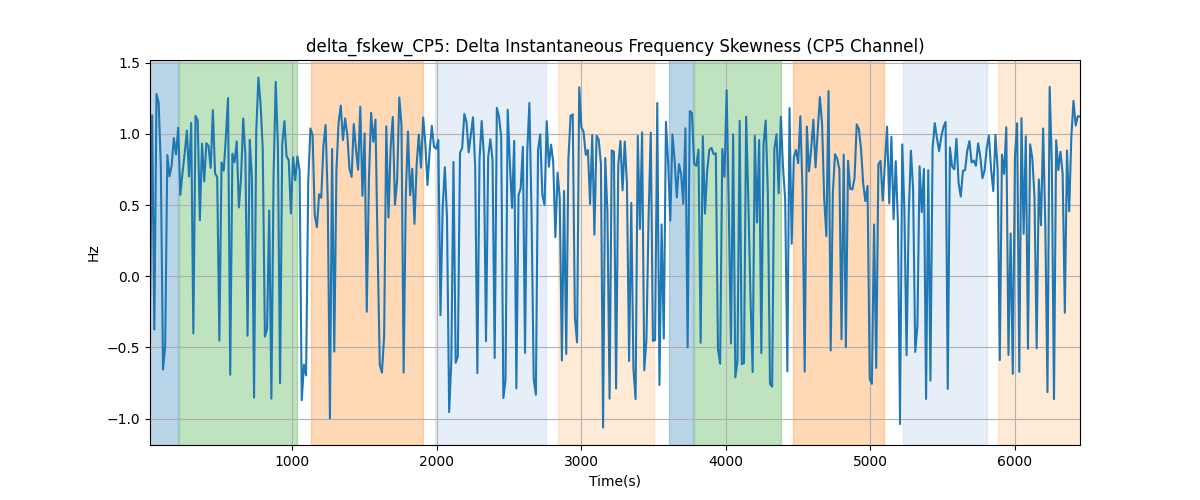 delta_fskew_CP5: Delta Instantaneous Frequency Skewness (CP5 Channel)
1.5
1.0
0.5
0.0
−0.5
−1.0
Hz
1000 2000 3000 4000 5000 6000
Time(s)